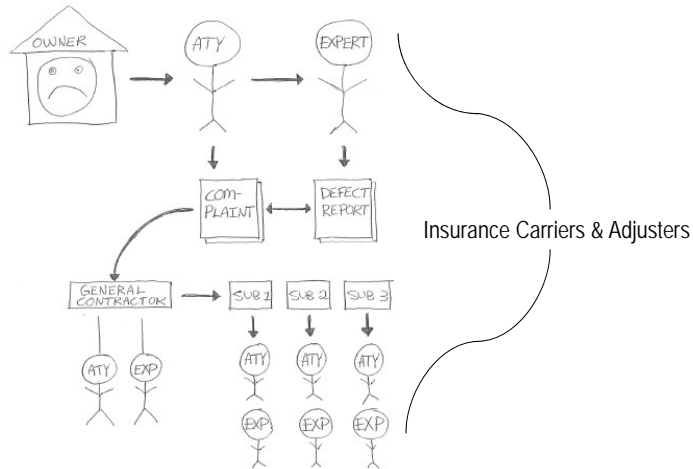 OWNER
ATY
EXPERT
COM-
PLAINT
DEFECT
REPORT
Insurance Carriers & Adjusters
GENERAL
CONTRACTOR
SUB 1
SUB 2
SUB 3
ATY
EXP
ATY
ATY
ATY
EXP
EXP
EXP